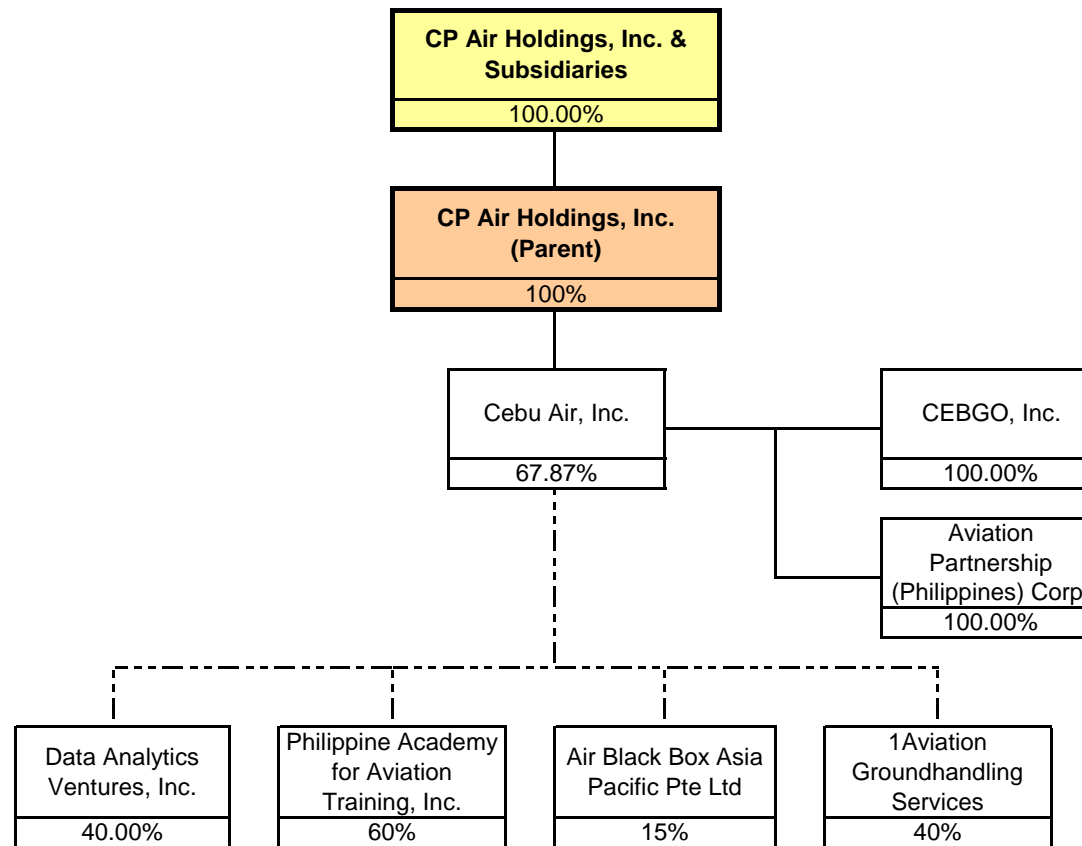 CP Air Holdings, Inc. &
Subsidiaries
100.00%
CP Air Holdings, Inc.
(Parent)
100%
Cebu Air, Inc.
67.87%
CEBGO, Inc.
100.00%
Aviation
Partnership
(Philippines) Corp
100.00%
Data Analytics
Ventures, Inc.
40.00%
Philippine Academy
for Aviation
Training, Inc.
60%
Air Black Box Asia
Pacific Pte Ltd
15%
1Aviation
Groundhandling
Services
40%